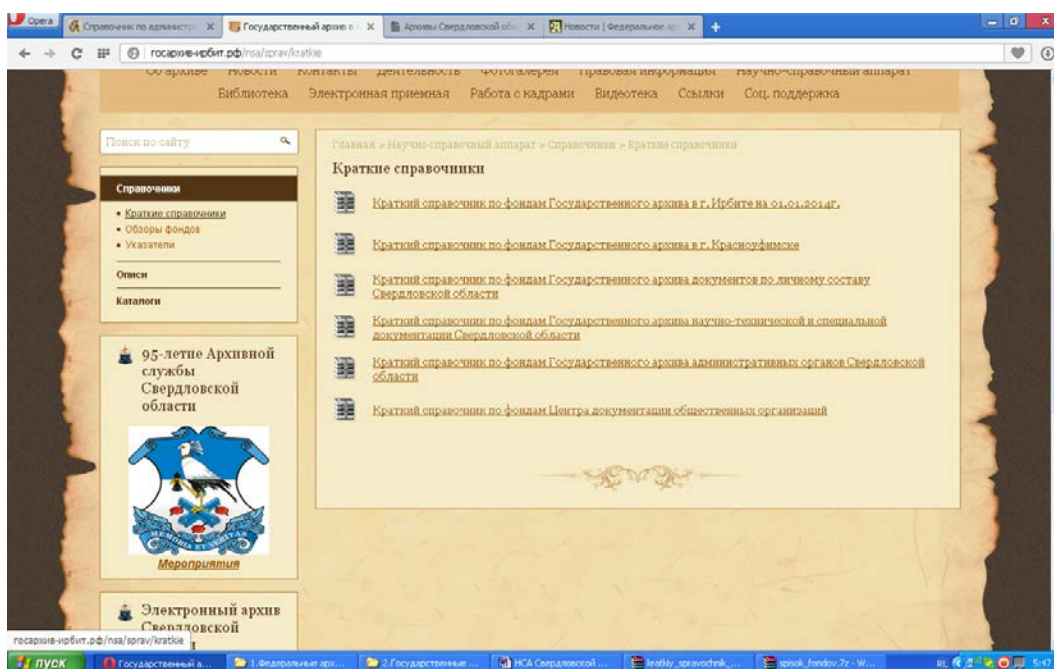 Opera
Справочник по администр
Государственный архив в
Архивы Свердловской обл
Новости | Федеральное ар
госархив-ирбит.рф/nsa/sprav/kratkie
Об архиве Новости Контакты Деятельность Фотогалерея Правовая информация Научно-справочный аппарат
Библиотека Электронная приемная Работа с кадрами Видеотека Ссылки Соц. поддержка
Поиск по сайту
Справочники
Краткие справочники
Обзоры фондов
Указатели
Описи
Каталоги
95-летие Архивной
службы
Свердловской
области
MEMORIA ET VERITAS
Мероприятия
Электронный архив
Свердловской
Главная » Научно-справочный аппарат » Справочники » Краткие справочники
Краткие справочники
Краткий справочник по фондам Государственного архива в г. Ирбите на 01.01.2014г.
Краткий справочник по фондам Государственного архива в г. Красноуфимске
Краткий справочник по фондам Государственного архива документов по личному составу
Свердловской области
Краткий справочник по фондам Государственного архива научно-технической и специальной
документации Свердловской области
Краткий справочник по фондам Государственного архива административных органов Свердловской
области
Краткий справочник по фондам Центра документации общественных организаций
госархив-ирбит.рф/nsa/sprav/kratkie
пуск
Государственный а...
1.Федеральные арх...
2.Государственные ...
НСА Свердловской ...
kratkiy_spravochnik_...
spisok_fondov.7z - W...
RL
5:41